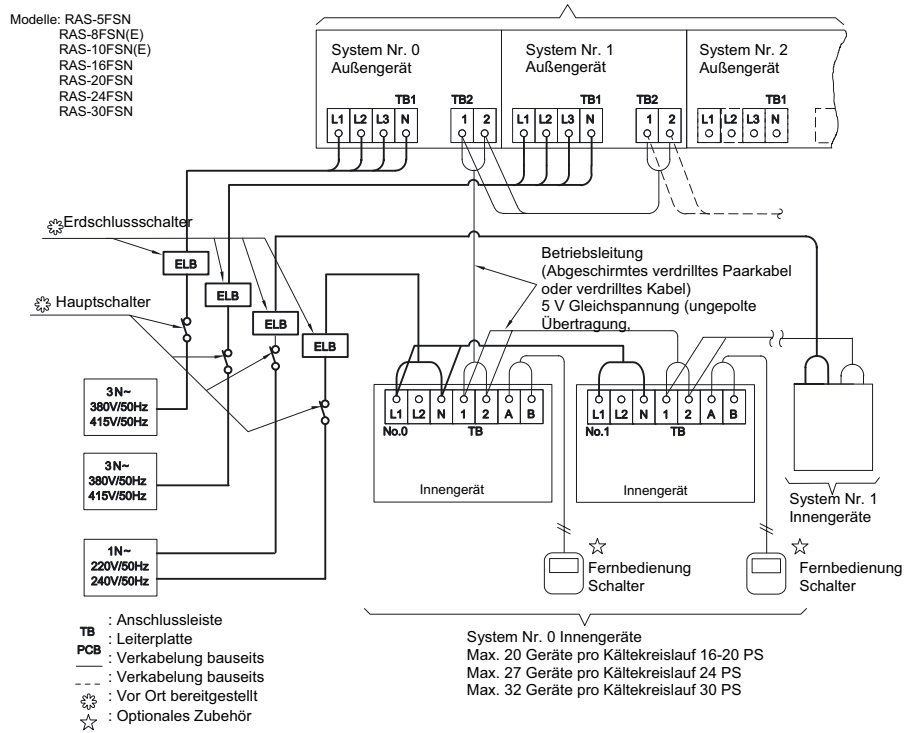 Modelle: RAS-5FSN
RAS-8FSN(E)
RAS-10FSN(E)
RAS-16FSN
RAS-20FSN
RAS-24FSN
RAS-30FSN
System Nr. 0
Außengerät
System Nr. 1
Außengerät
System Nr. 2
Außengerät
TB1
TB2
TB1
TB2
TB1
L1 L2 L3 N
1 2
L1 L2 L3 N
1 2
L1 L2 L3 N
Erdschlussschalter
ELB
ELB
ELB
ELB
Hauptschalter
Betriebsleitung
(Abgeschirmtes verdrilltes Paarkabel
oder verdrilltes Kabel)
5 V Gleichspannung (ungepolte
Übertragung,
3N~
380V/50Hz
415V/50Hz
3N~
380V/50Hz
415V/50Hz
1N~
220V/50Hz
240V/50Hz
L1 L2 N 1 2 A B
No.0 TB
Innengerät
L1 L2 N 1 2 A B
No.1 TB
Innengerät
System Nr. 1
Innengeräte
Fernbedienung
Schalter
Fernbedienung
Schalter
TB : Anschlussleiste
PCB : Leiterplatte
: Verkabelung bauseits
: Verkabelung bauseits
: Vor Ort bereitgestellt
: Optionales Zubehör
System Nr. 0 Innengeräte
Max. 20 Geräte pro Kältekreislauf 16-20 PS
Max. 27 Geräte pro Kältekreislauf 24 PS
Max. 32 Geräte pro Kältekreislauf 30 PS